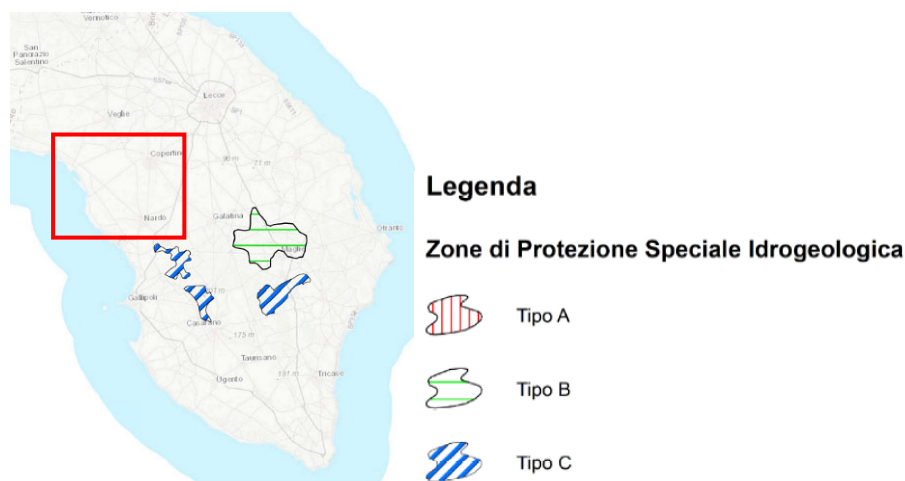 Vernotico
San
Pancrazio
Salentino
Lecce
Veglie
Copertino
Nardò
Galatina
Maglie
Otranto
Gallipoli
Casarano
175 m
Taurisano
Ugento
Tricase
Legenda
Zone di Protezione Speciale Idrogeologica
Tipo A
Tipo B
Tipo C